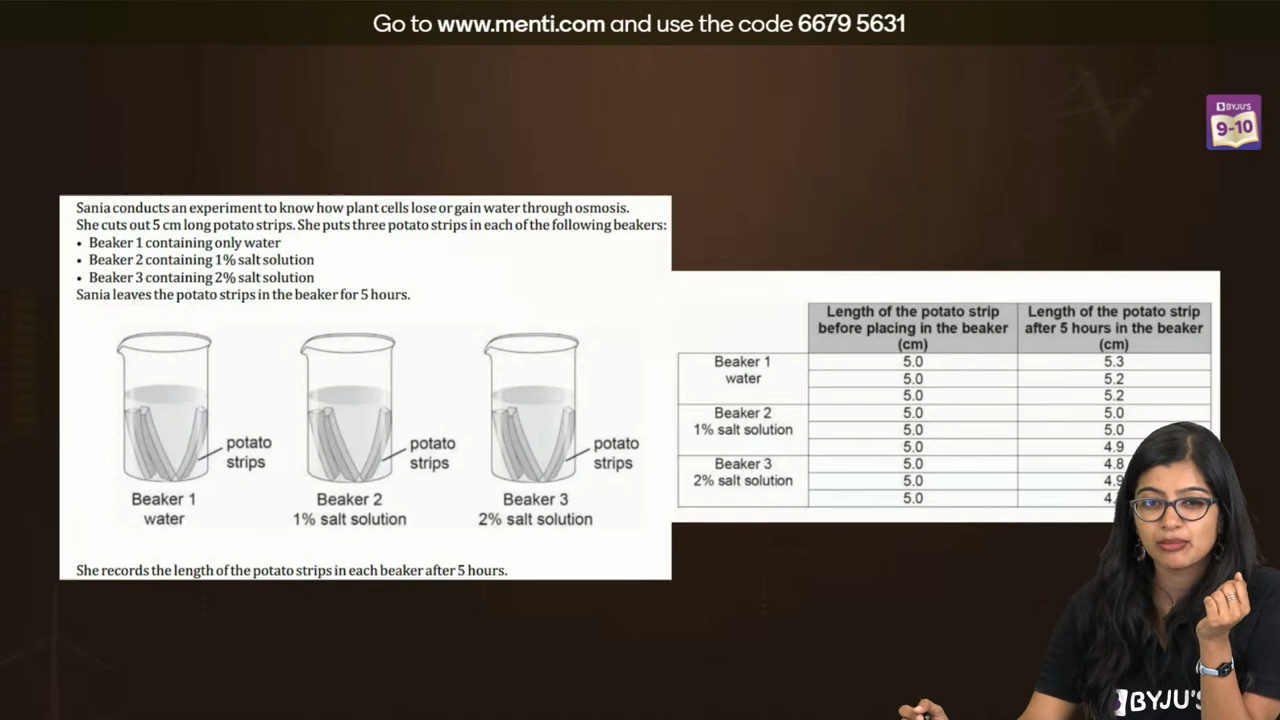 Go to www.menti.com and use the code 6679 5631
BYJU'S
9-10
Sania conducts an experiment to know how plant cells lose or gain water through osmosis.
She cuts out 5 cm long potato strips. She puts three potato strips in each of the following beakers:
• Beaker 1 containing only water
• Beaker 2 containing 1% salt solution
• Beaker 3 containing 2% salt solution
Sania leaves the potato strips in the beaker for 5 hours.
potato
strips
Beaker 1
water
potato
strips
Beaker 2
1% salt solution
potato
strips
Beaker 3
2% salt solution
She records the length of the potato strips in each beaker after 5 hours.
Length of the potato strip
before placing in the beaker
(cm)
Length of the potato strip
after 5 hours in the beaker
(cm)
Beaker 1
water
5.0 5.3
5.0 5.2
5.0 5.2
Beaker 2
1% salt solution
5.0 5.0
5.0 5.0
5.0 4.9
Beaker 3
2% salt solution
5.0 4.8
5.0 4.9
5.0
BYJU'S